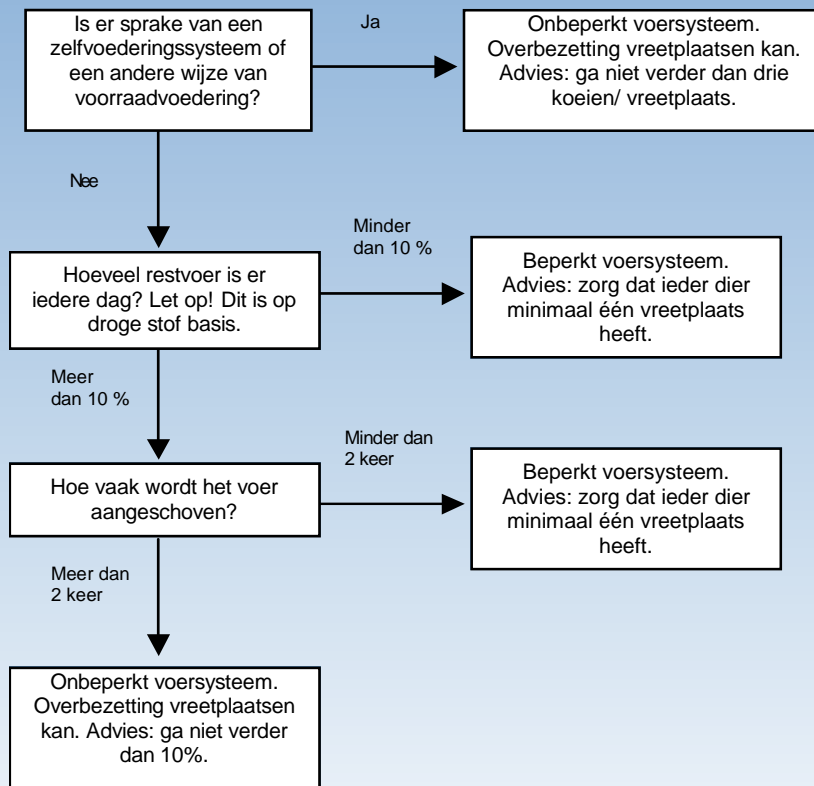 Is er sprake van een
zelfvoederingssysteem of
een andere wijze van
voorraadvoedering?
Ja
Onbeperkt voersysteem.
Overbezetting vreetplaatsen kan.
Advies: ga niet verder dan drie
koeien/ vreetplaats.
Nee
Hoeveel restvoer is er
iedere dag? Let op! Dit is op
droge stof basis.
Minder
dan 10 %
Beperkt voersysteem.
Advies: zorg dat ieder dier
minimaal één vreetplaats
heeft.
Meer
dan 10 %
Hoe vaak wordt het voer
aangeschoven?
Minder dan
2 keer
Beperkt voersysteem.
Advies: zorg dat ieder dier
minimaal één vreetplaats
heeft.
Meer dan
2 keer
Onbeperkt voersysteem.
Overbezetting vreetplaatsen
kan. Advies: ga niet verder
dan 10%.